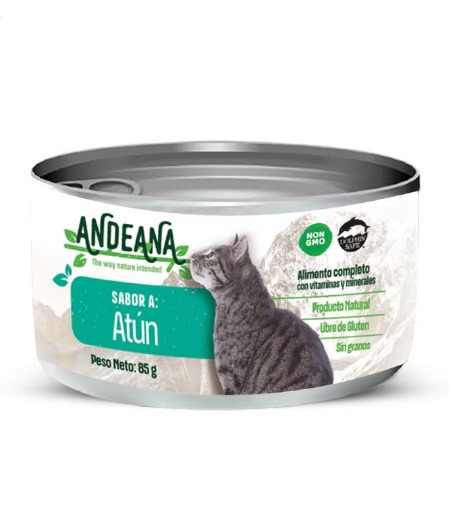 ANDEANA
The way nature intended
SABOR A:
Atún
Peso Neto: 85 g
NON
GMO
DOLPHIN
SAFE
Alimento completo
con vitaminas y minerales
Producto Natural
Libre de Gluten
Sin granos